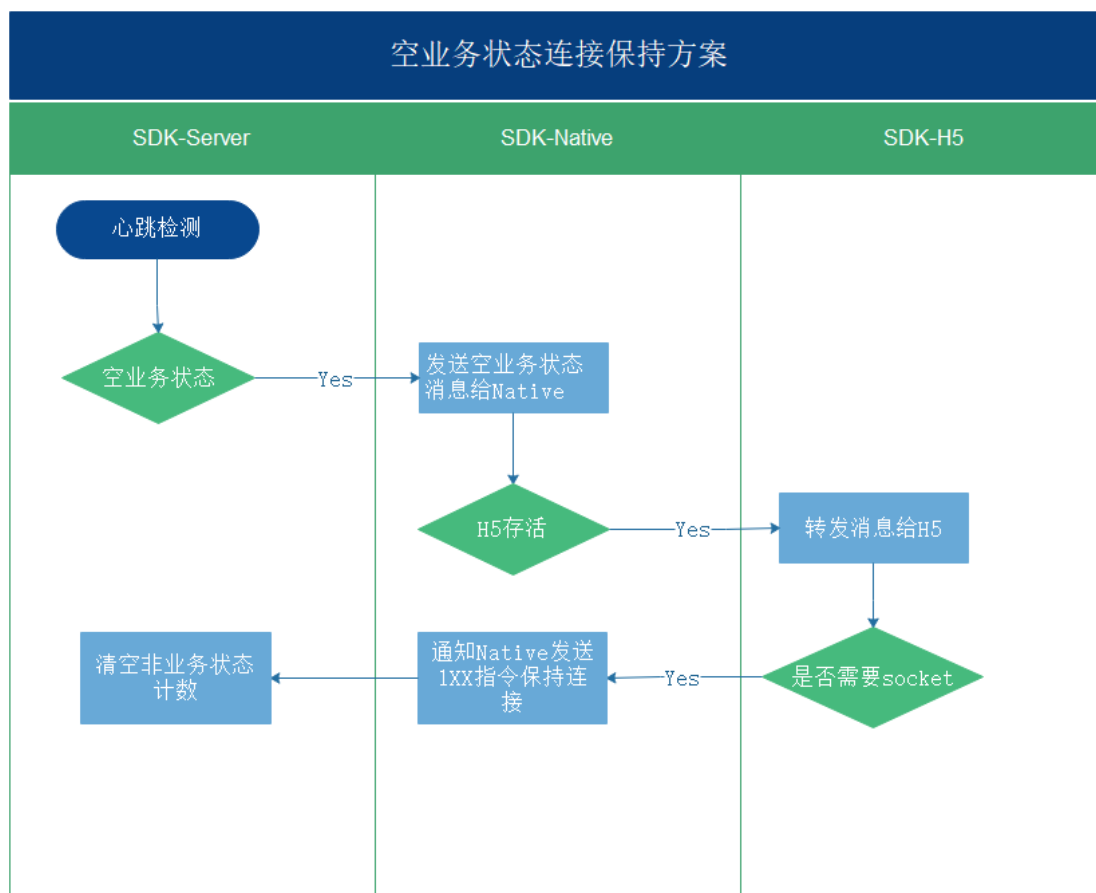 空业务状态连接保持方案
SDK-Server
SDK-Native
SDK-H5
心跳检测
空业务状态
Yes
发送空业务状态
消息给Native
H5存活
Yes
转发消息给H5
是否需要socket
Yes
通知Native发送
1XX指令保持连
接
清空非业务状态
计数